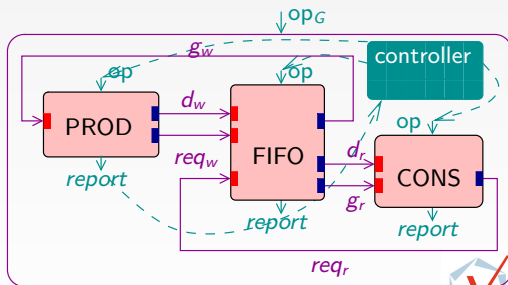 op_G
g_w
controller
op
op
PROD
d_w
req_w
FIFO
op
d_r
g_r
CONS
report
report
report
req_r